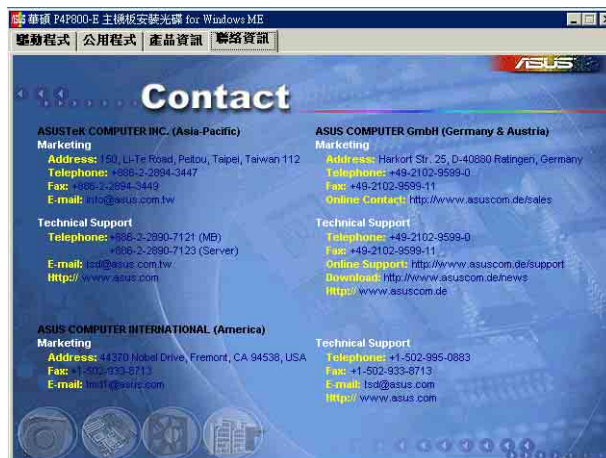 華碩 P4P800-E 主機板安裝光碟 for Windows ME
驅動程式 公用程式 產品資訊 聯絡資訊
ASUS
Contact
ASUSTeK COMPUTER INC. (Asia-Pacific)
Marketing
Address: 150, Li-Te Road, Peitou, Taipei, Taiwan 112
Telephone: +886-2-2894-3447
Fax: +886-2-2894-3449
E-mail: info@asus.com.tw
Technical Support
Telephone: +886-2-2890-7121 (MB)
+886-2-2890-7123 (Server)
E-mail: tsd@asus.com.tw
Http:// www.asus.com
ASUS COMPUTER GmbH (Germany & Austria)
Marketing
Address: Harkort Str. 25, D-40880 Ratingen, Germany
Telephone: +49-2102-9599-0
Fax: +49-2102-9599-11
Online Contact: http://www.asuscom.de/sales
Technical Support
Telephone: +49-2102-9599-0
Fax: +49-2102-9599-11
Online Support: http://www.asuscom.de/support
Download: http://www.asuscom.de/news
Http:// www.asuscom.de
ASUS COMPUTER INTERNATIONAL (America)
Marketing
Address: 44370 Nobel Drive, Fremont, CA 94538, USA
Fax: +1-502-933-8713
E-mail: tmd1@asus.com
Technical Support
Telephone: +1-502-995-0883
Fax: +1-502-933-8713
E-mail: tsd@asus.com
Http:// www.asus.com